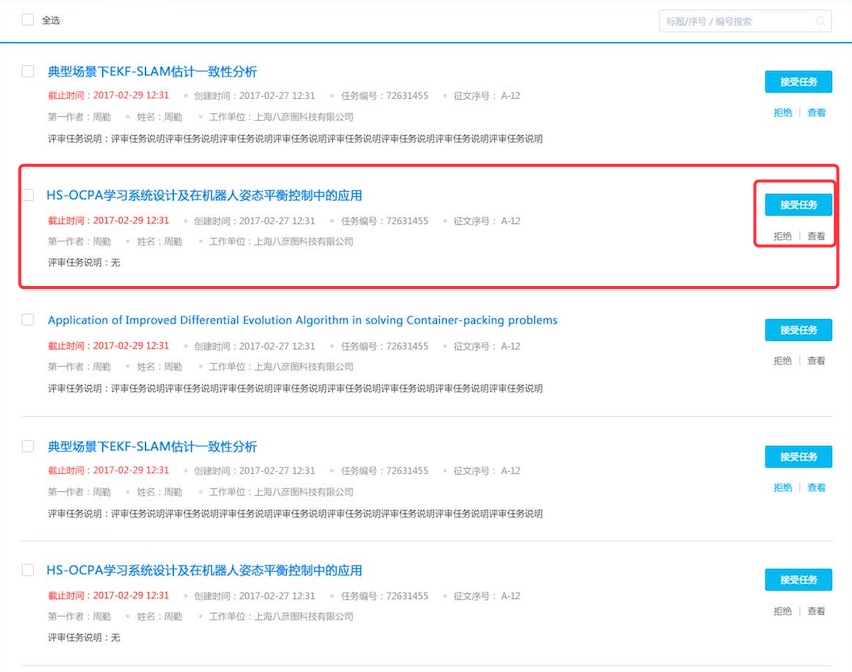 全选
标题/序号 / 编号搜索
典型场景下EKF-SLAM估计一致性分析
接受任务
截止时间：2017-02-29 12:31 创建时间：2017-02-27 12:31 任务编号：72631455 征文序号： A-12
第一作者：周勤 姓名：周勤 工作单位：上海八彦图科技有限公司
拒绝 | 查看
评审任务说明：评审任务说明评审任务说明评审任务说明评审任务说明评审任务说明评审任务说明评审任务说明评审任务说明
HS-OCPA学习系统设计及在机器人姿态平衡控制中的应用
接受任务
截止时间：2017-02-29 12:31 创建时间：2017-02-27 12:31 任务编号：72631455 征文序号： A-12
第一作者：周勤 姓名：周勤 工作单位：上海八彦图科技有限公司
拒绝 | 查看
评审任务说明：无
Application of Improved Differential Evolution Algorithm in solving Container-packing problems
接受任务
截止时间：2017-02-29 12:31 创建时间：2017-02-27 12:31 任务编号：72631455 征文序号： A-12
第一作者：周勤 姓名：周勤 工作单位：上海八彦图科技有限公司
拒绝 | 查看
评审任务说明：评审任务说明评审任务说明评审任务说明评审任务说明评审任务说明评审任务说明评审任务说明评审任务说明
典型场景下EKF-SLAM估计一致性分析
接受任务
截止时间：2017-02-29 12:31 创建时间：2017-02-27 12:31 任务编号：72631455 征文序号： A-12
第一作者：周勤 姓名：周勤 工作单位：上海八彦图科技有限公司
拒绝 | 查看
评审任务说明：评审任务说明评审任务说明评审任务说明评审任务说明评审任务说明评审任务说明评审任务说明评审任务说明
HS-OCPA学习系统设计及在机器人姿态平衡控制中的应用
接受任务
截止时间：2017-02-29 12:31 创建时间：2017-02-27 12:31 任务编号：72631455 征文序号： A-12
第一作者：周勤 姓名：周勤 工作单位：上海八彦图科技有限公司
拒绝 | 查看
评审任务说明：无